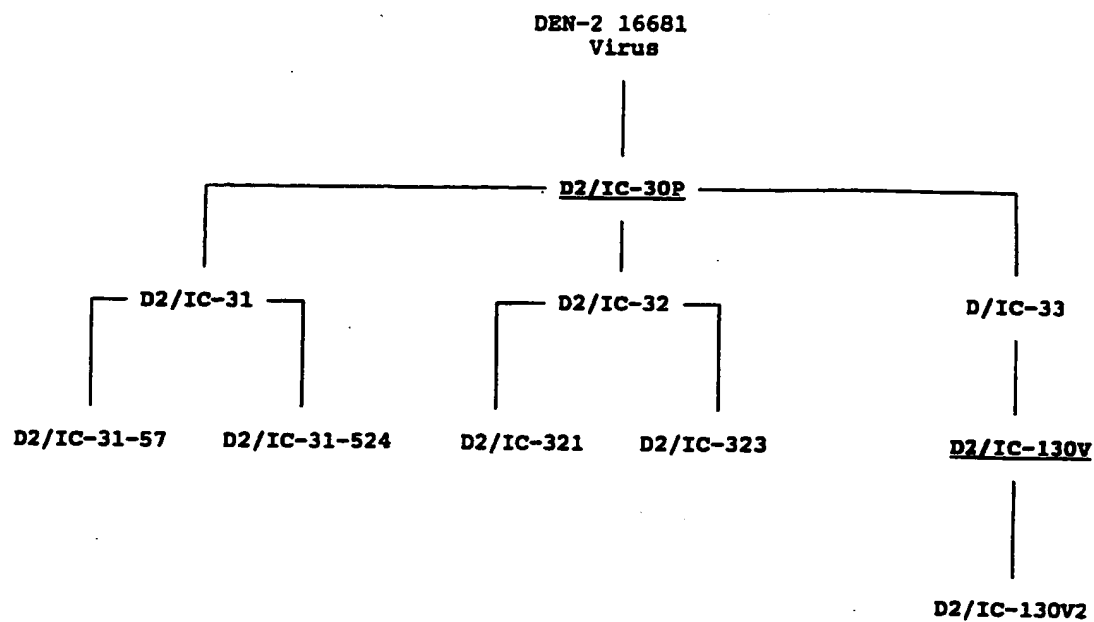 DEN-2 16681
Virus
D2/IC-30P
D2/IC-31
D2/IC-32
D/IC-33
D2/IC-31-57
D2/IC-31-524
D2/IC-321
D2/IC-323
D2/IC-130V
D2/IC-130V2